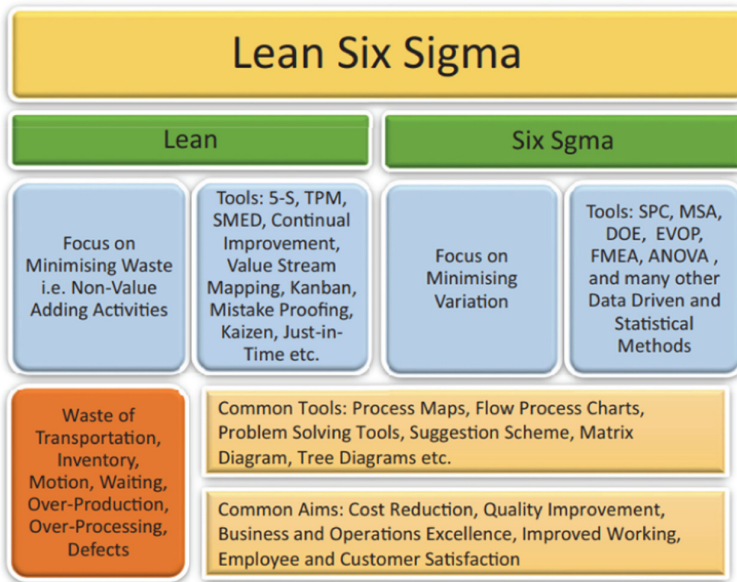 Lean Six Sigma
Lean
Six Sgma
Focus on
Minimising Waste
i.e. Non-Value
Adding Activities
Tools: 5-S, TPM,
SMED, Continual
Improvement,
Value Stream
Mapping, Kanban,
Mistake Proofing,
Kaizen, Just-in-
Time etc.
Focus on
Minimising
Variation
Tools: SPC, MSA,
DOE, EVOP,
FMEA, ANOVA ,
and many other
Data Driven and
Statistical
Methods
Waste of
Transportation,
Inventory,
Motion, Waiting,
Over-Production,
Over-Processing,
Defects
Common Tools: Process Maps, Flow Process Charts,
Problem Solving Tools, Suggestion Scheme, Matrix
Diagram, Tree Diagrams etc.
Common Aims: Cost Reduction, Quality Improvement,
Business and Operations Excellence, Improved Working,
Employee and Customer Satisfaction